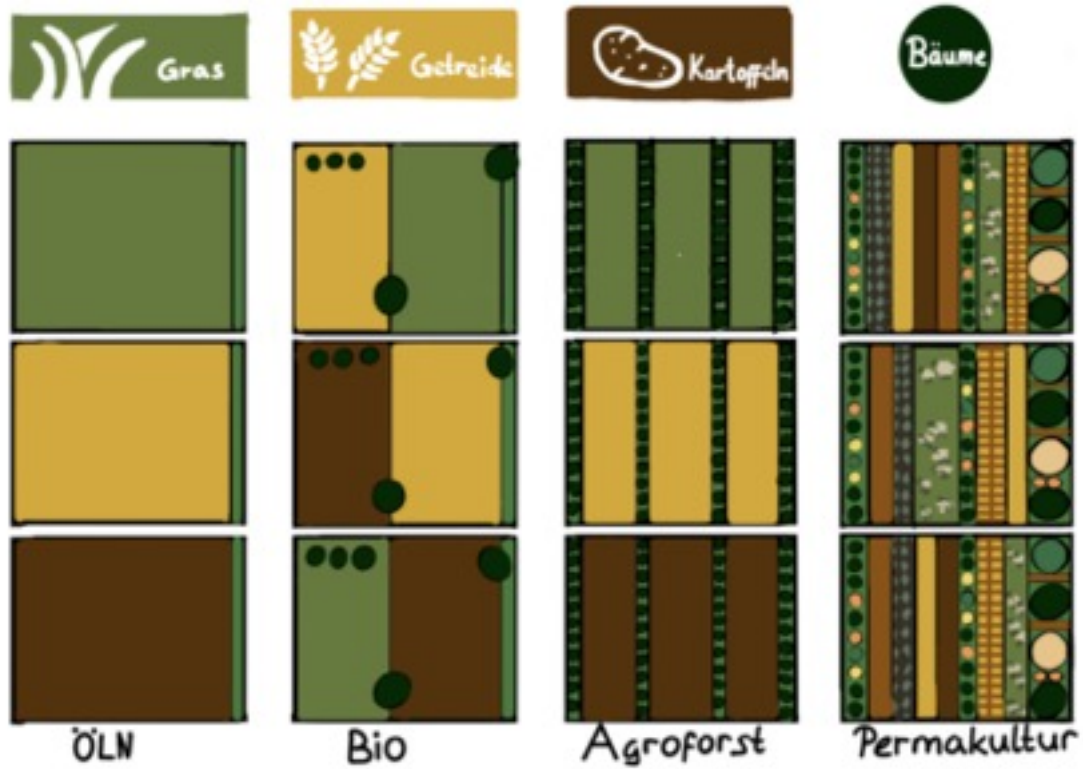 Gras
Getreide
Kartoffeln
Bäume
ÖLN
Bio
Agroforst
Permakultur